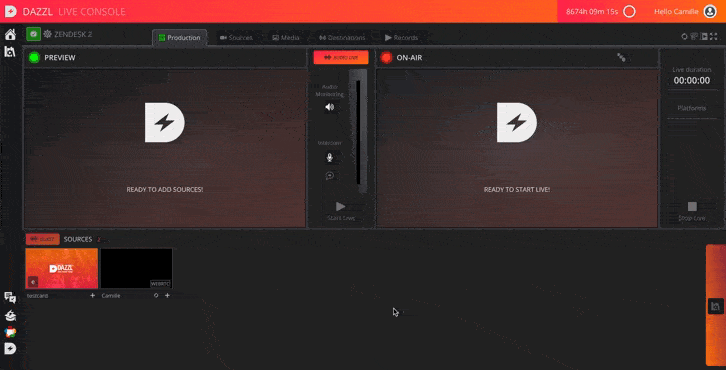 DAZZL LIVE CONSOLE
8674h 09m 15s
Hello Camille
ZENDESK 2
Production
Sources
Media
Destinations
Records
PREVIEW
AUTO LIVE
ON-AIR
Live duration
00:00:00
Audio
Monitoring
Platforms
Intercom
READY TO ADD SOURCES!
READY TO START LIVE!
Start Live
Stop Live
SOURCES 2
DAZZL
WEBRTC
testcard
Camille